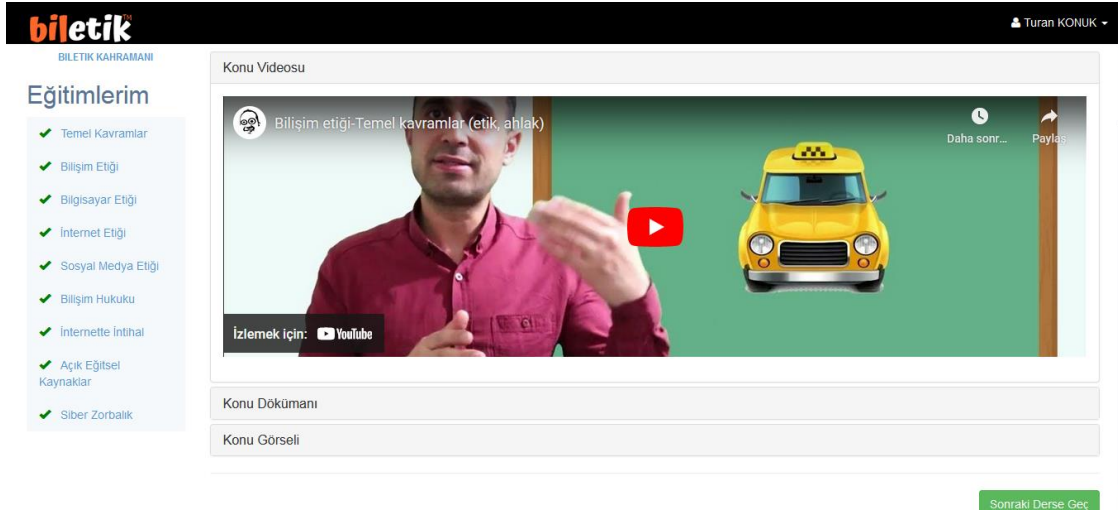 biletik™
Turan KONUK
BILETIK KAHRAMANI
Eğitimlerim
Temel Kavramlar
Bilişim Etiği
Bilgisayar Etiği
İnternet Etiği
Sosyal Medya Etiği
Bilişim Hukuku
İnternette İntihal
Açık Eğitsel
Kaynaklar
Siber Zorbalık
Konu Videosu
Bilişim etiği-Temel kavramlar (etik, ahlak)
Daha sonr...
Paylaş
İzlemek için: YouTube
Konu Dökümanı
Konu Görseli
Sonraki Derse Geç